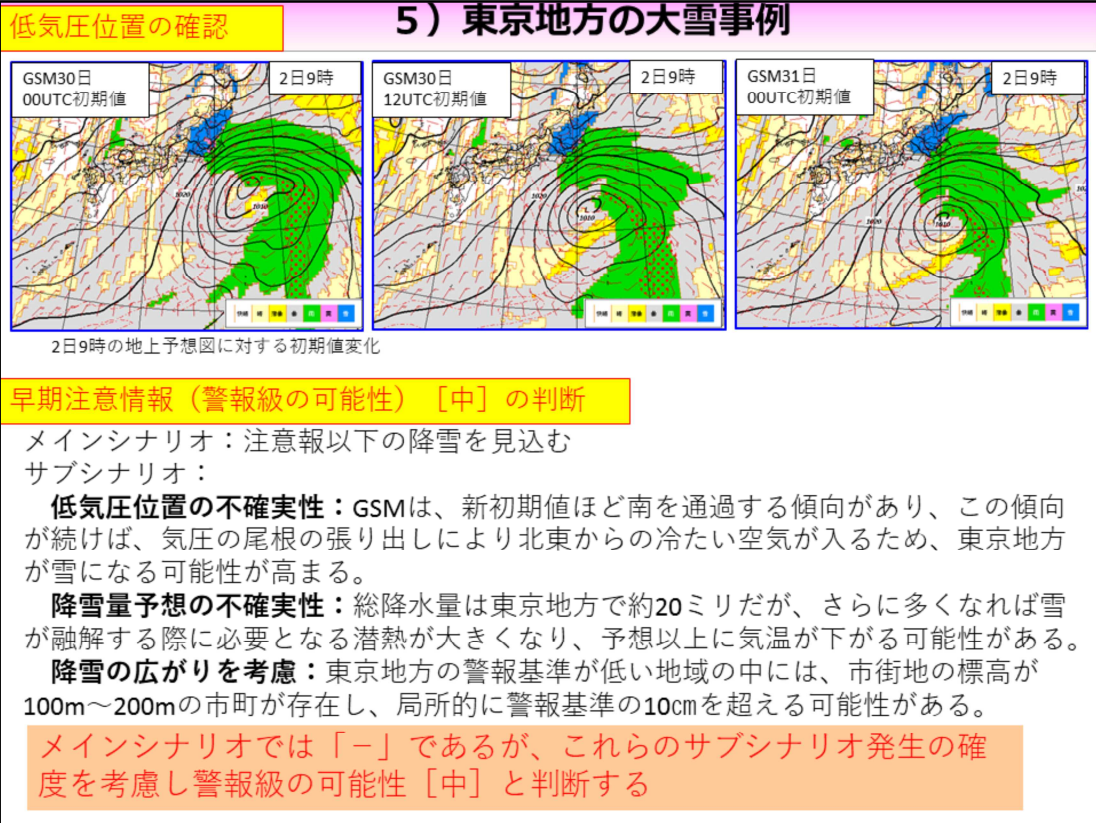 5）東京地方の大雪事例
低気圧位置の確認
GSM30日
00UTC初期値
2日9時
GSM30日
12UTC初期値
2日9時
GSM31日
00UTC初期値
2日9時
1020
1010
1020
1010
1020
1010
2日9時の地上予想図に対する初期値変化
早期注意情報（警報級の可能性）［中］の判断
メインシナリオ：注意報以下の降雪を見込む
サブシナリオ：
低気圧位置の不確実性：GSMは、新初期値ほど南を通過する傾向があり、この傾向
が続けば、気圧の尾根の張り出しにより北東からの冷たい空気が入るため、東京地方
が雪になる可能性が高まる。
降雪量予想の不確実性：総降水量は東京地方で約20ミリだが、さらに多くなれば雪
が融解する際に必要となる潜熱が大きくなり、予想以上に気温が下がる可能性がある。
降雪の広がりを考慮：東京地方の警報基準が低い地域の中には、市街地の標高が
100m～200mの市町が存在し、局所的に警報基準の10㎝を超える可能性がある。
メインシナリオでは「－」であるが、これらのサブシナリオ発生の確
度を考慮し警報級の可能性［中］と判断する